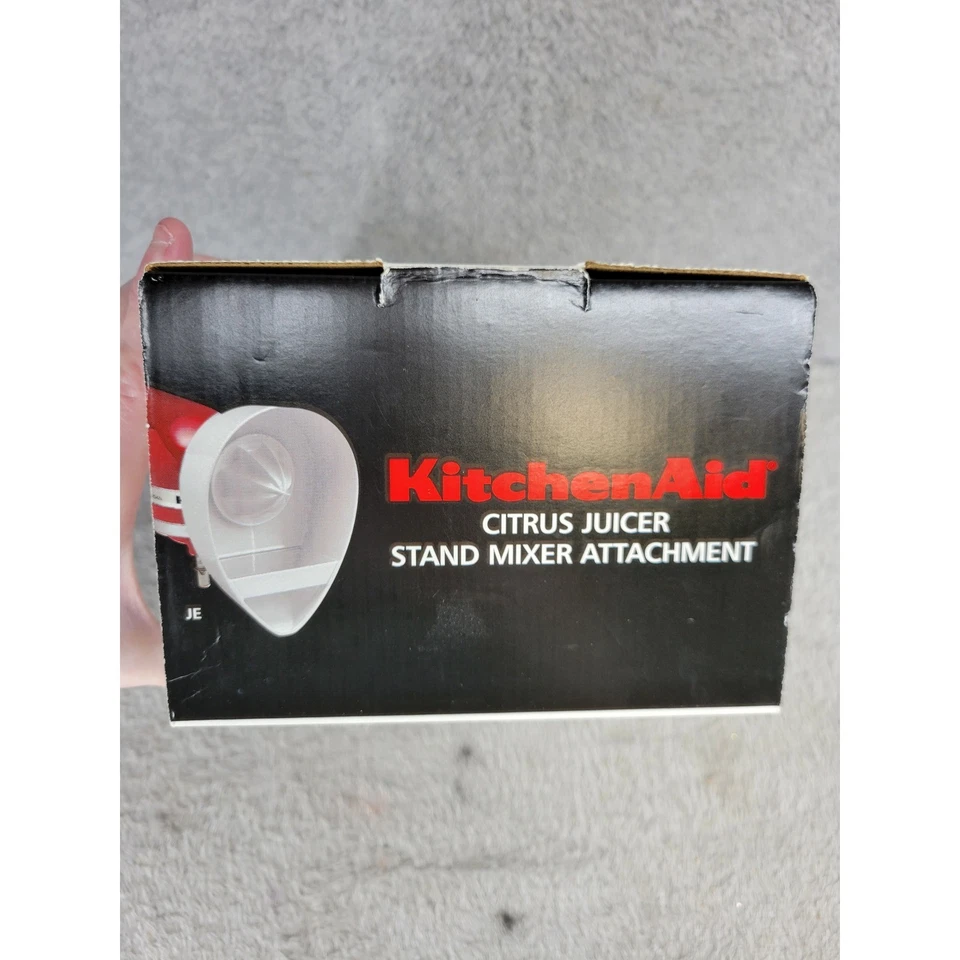 KitchenAid®
CITRUS JUICER
STAND MIXER ATTACHMENT
JE